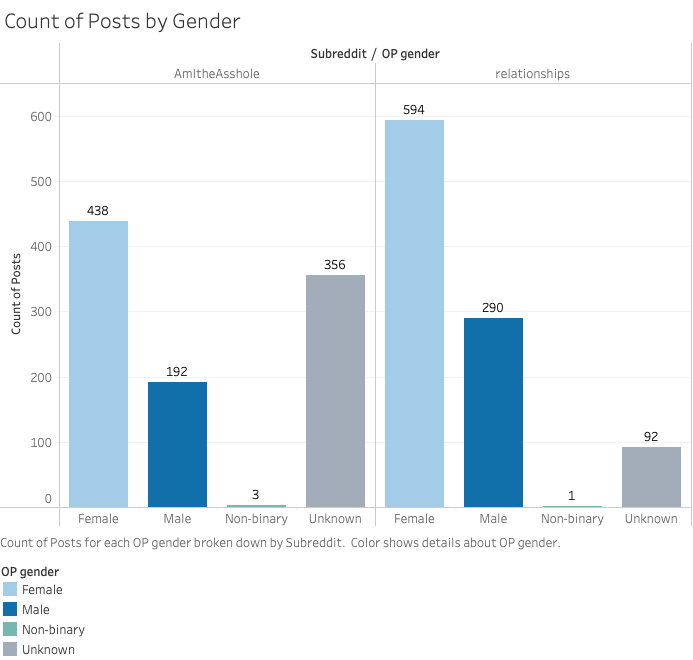 Count of Posts by Gender
Subreddit / OP gender
AmItheAsshole relationships
600
500
400
300
200
100
0
Count of Posts
438
192
3
356
594
290
1
92
Female Male Non-binary Unknown Female Male Non-binary Unknown
Count of Posts for each OP gender broken down by Subreddit. Color shows details about OP gender.
OP gender
Female
Male
Non-binary
Unknown